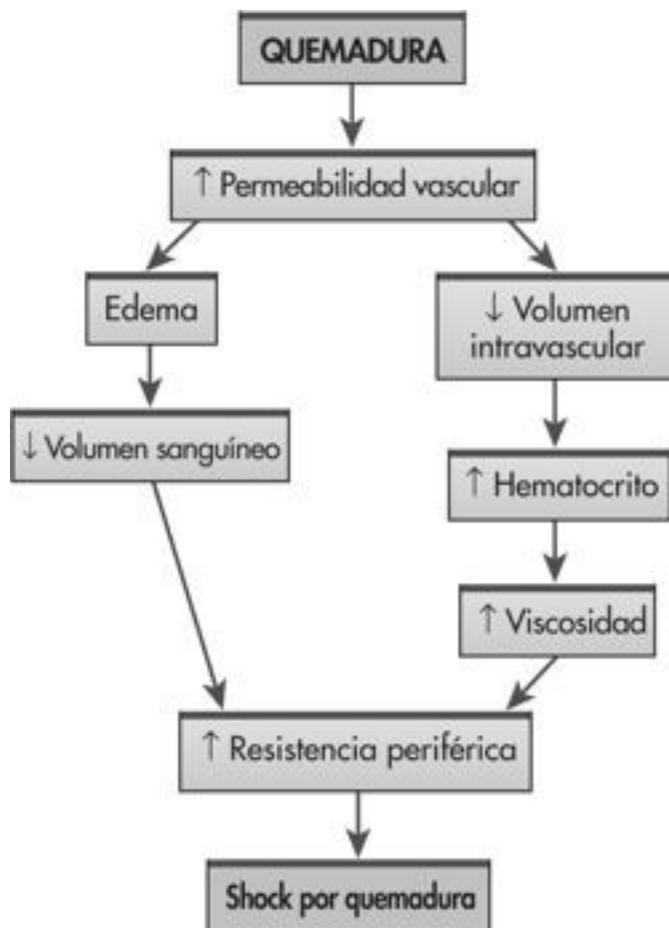 QUEMADURA
↑ Permeabilidad vascular
Edema
↓ Volumen
intravascular
↓ Volumen sanguíneo
↑ Hematocrito
↑ Viscosidad
↑ Resistencia periférica
Shock por quemadura